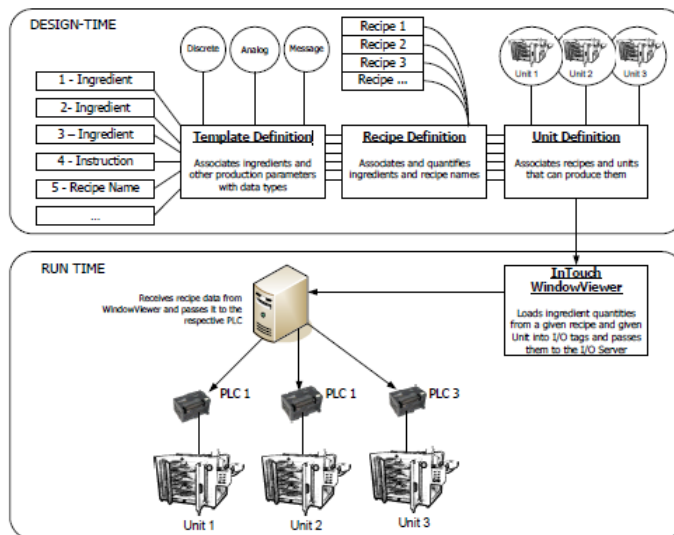 DESIGN-TIME
Discrete
Analog
Message
Recipe 1
Recipe 2
Recipe 3
Recipe ...
Unit 1
Unit 2
Unit 3
1 - Ingredient
2- Ingredient
3 – Ingredient
4 - Instruction
5 - Recipe Name
...
Template Definition
Associates ingredients and
other production parameters
with data types
Recipe Definition
Associates and quantifies
ingredients and recipe names
Unit Definition
Associates recipes and units
that can produce them
RUN TIME
InTouch
WindowViewer
Loads ingredient quantities
from a given recipe and given
Unit into I/O tags and passes
them to the I/O Server
Receives recipe data from
WindowViewer and passes it to the
respective PLC
PLC 1
PLC 1
PLC 3
Unit 1
Unit 2
Unit 3